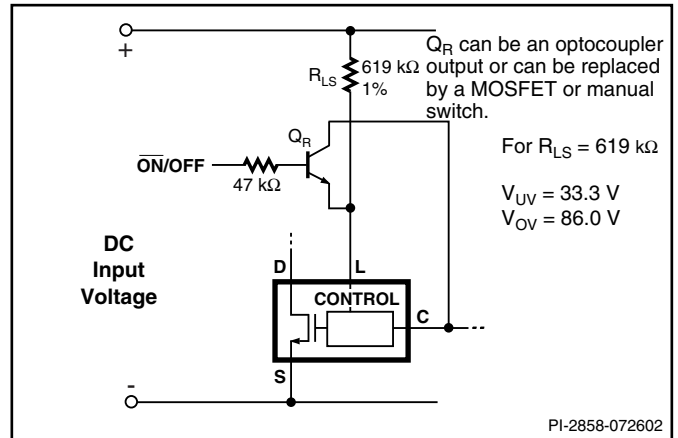 +
R_LS
619 kΩ
1%
Q_R can be an optocoupler
output or can be replaced
by a MOSFET or manual
switch.
Q_R
For R_LS = 619 kΩ
O̅N̅/OFF
47 kΩ
V_UV = 33.3 V
V_OV = 86.0 V
DC
Input
Voltage
D
L
CONTROL
C
S
-
PI-2858-072602